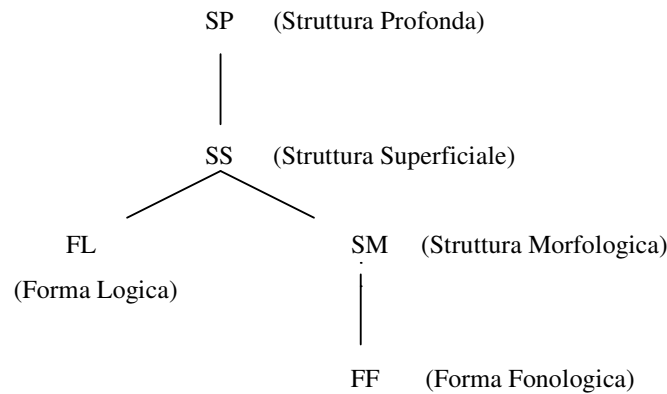 SP (Struttura Profonda)
SS (Struttura Superficiale)
FL SM (Struttura Morfologica)
(Forma Logica)
FF (Forma Fonologica)